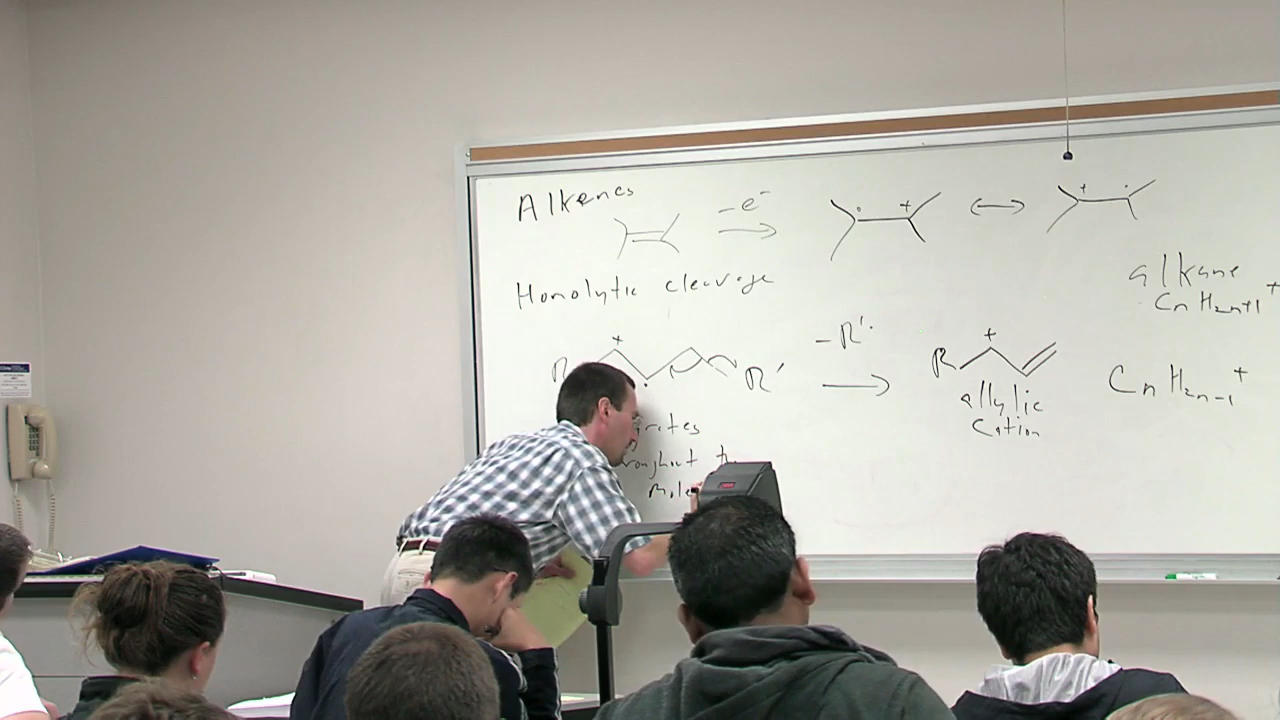 Alkenes
-e-
+
+
Homolytic cleavage
alkane
CnH2n+1+
+
R'
-R'·
R
+
CnH2n-1+
allylic
Cation